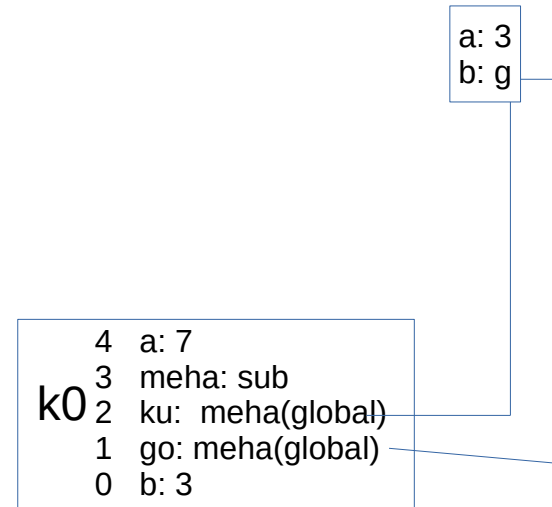 a: 3
b: g
k0
4 a: 7
3 meha: sub
2 ku: meha(global)
1 go: meha(global)
0 b: 3